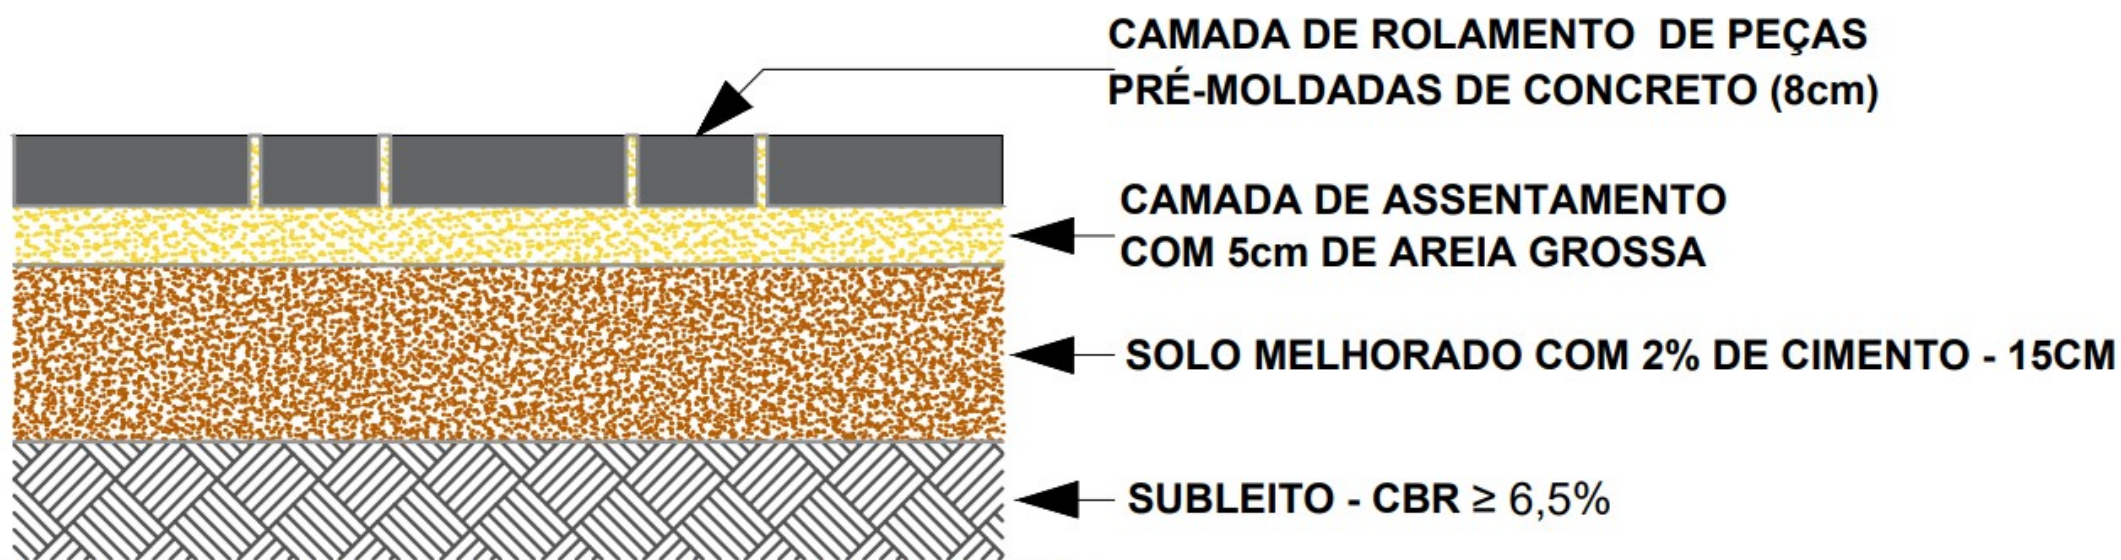 CAMADA DE ROLAMENTO DE PEÇAS
PRÉ-MOLDADAS DE CONCRETO (8cm)
CAMADA DE ASSENTAMENTO
COM 5cm DE AREIA GROSSA
SOLO MELHORADO COM 2% DE CIMENTO - 15CM
SUBLEITO - CBR ≥ 6,5%